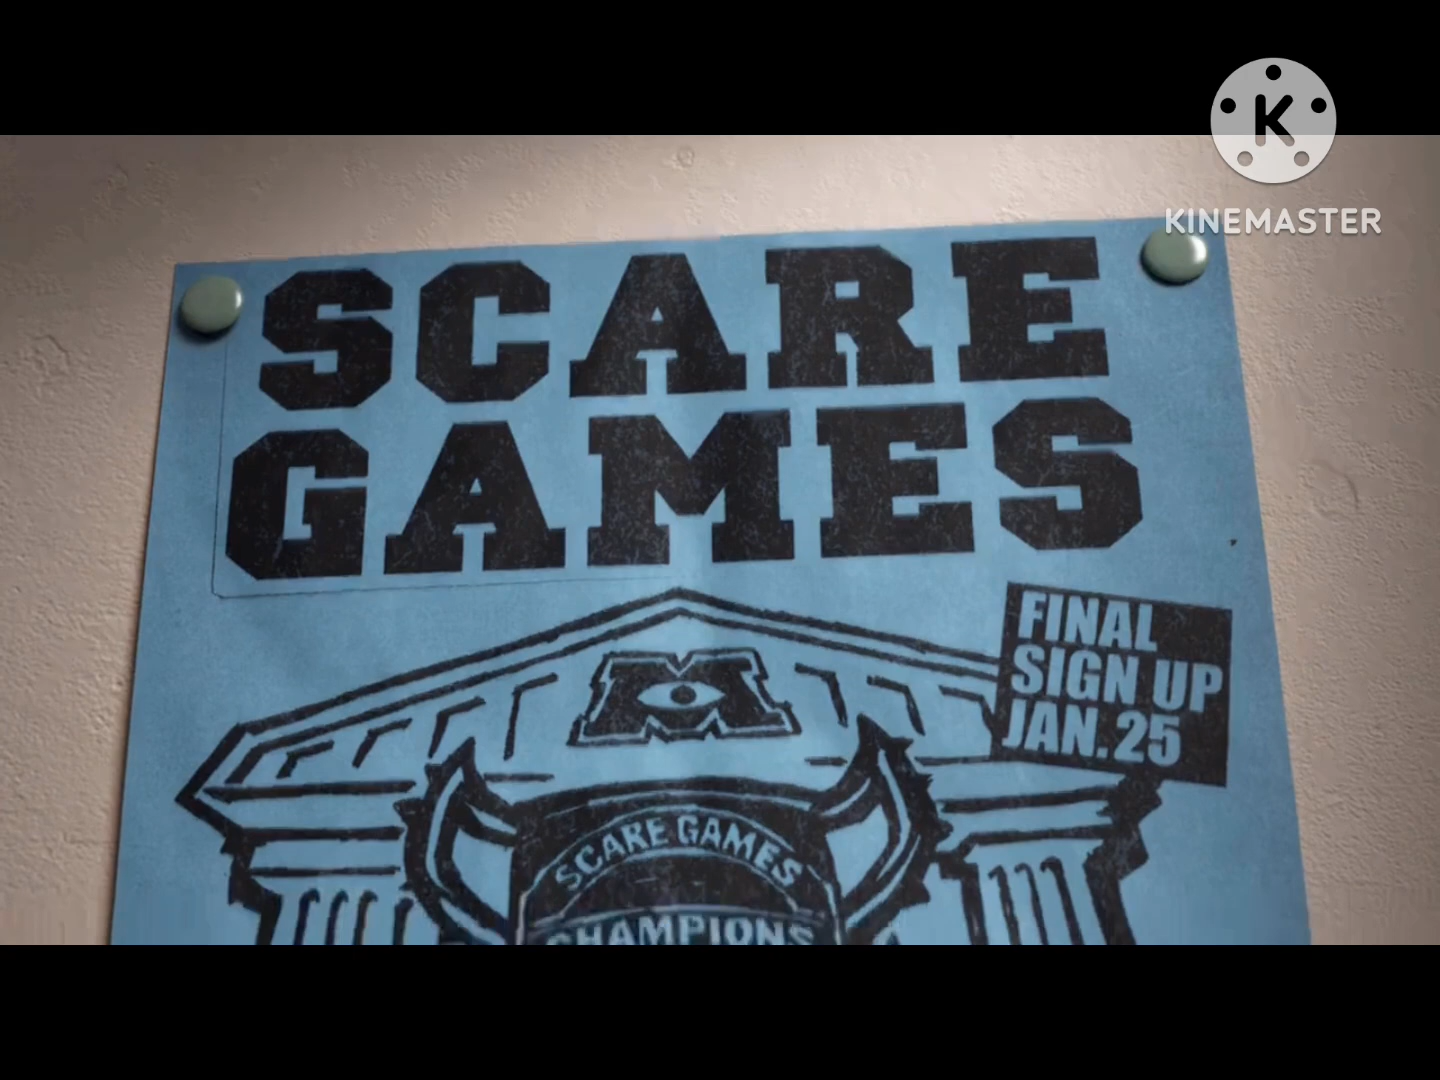 KINEMASTER
SCARE
GAMES
FINAL
SIGN UP
JAN. 25
SCARE GAMES
CHAMPIONS